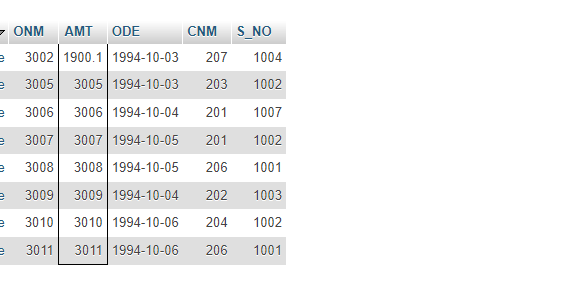 ONM AMT ODE CNM S_NO
e 3002 1900.1 1994-10-03 207 1004
e 3005 3005 1994-10-03 203 1002
e 3006 3006 1994-10-04 201 1007
e 3007 3007 1994-10-05 201 1002
e 3008 3008 1994-10-05 206 1001
e 3009 3009 1994-10-04 202 1003
e 3010 3010 1994-10-06 204 1002
e 3011 3011 1994-10-06 206 1001